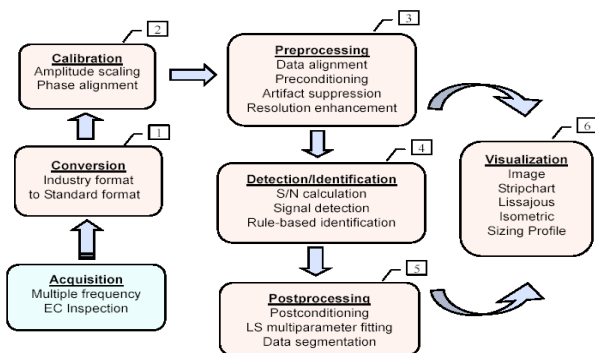 2
Calibration
Amplitude scaling
Phase alignment
3
Preprocessing
Data alignment
Preconditioning
Artifact suppression
Resolution enhancement
1
Conversion
Industry format
to Standard format
4
Detection/Identification
S/N calculation
Signal detection
Rule-based identification
6
Visualization
Image
Stripchart
Lissajous
Isometric
Sizing Profile
Acquisition
Multiple frequency
EC Inspection
5
Postprocessing
Postconditioning
LS multiparameter fitting
Data segmentation